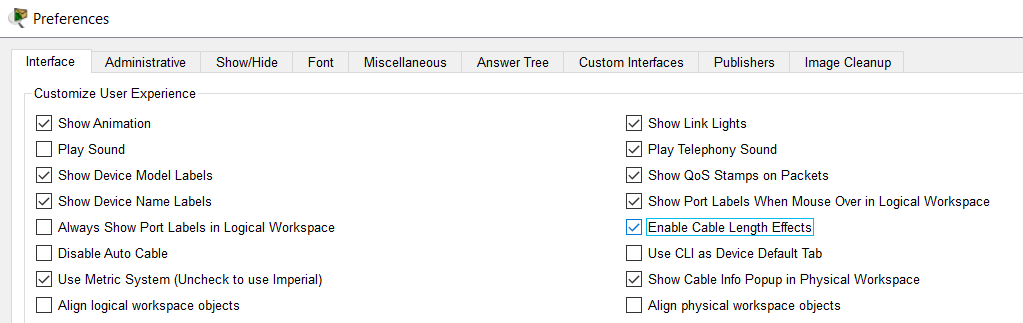 Preferences
Interface Administrative Show/Hide Font Miscellaneous Answer Tree Custom Interfaces Publishers Image Cleanup
Customize User Experience
Show Animation Show Link Lights
Play Sound Play Telephony Sound
Show Device Model Labels Show QoS Stamps on Packets
Show Device Name Labels Show Port Labels When Mouse Over in Logical Workspace
Always Show Port Labels in Logical Workspace Enable Cable Length Effects
Disable Auto Cable Use CLI as Device Default Tab
Use Metric System (Uncheck to use Imperial) Show Cable Info Popup in Physical Workspace
Align logical workspace objects Align physical workspace objects